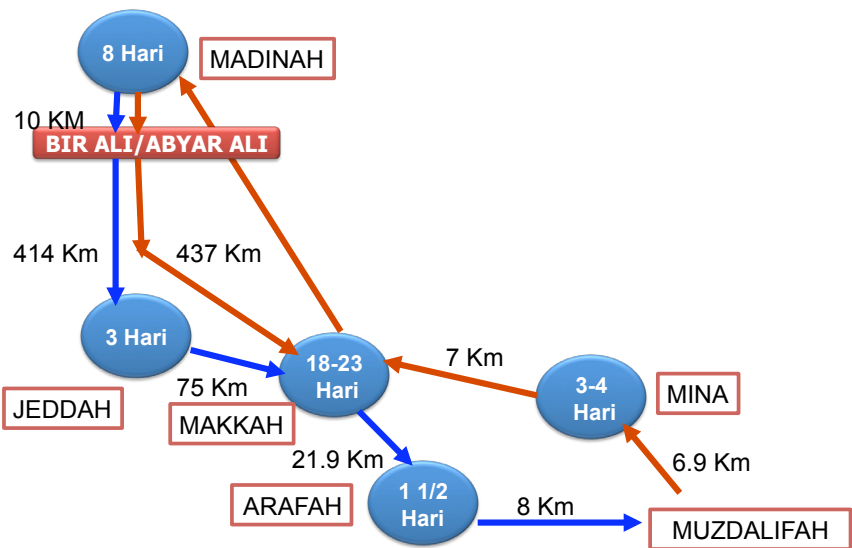 8 Hari
MADINAH
10 KM
BIR ALI/ABYAR ALI
414 Km
437 Km
3 Hari
18-23
Hari
7 Km
3-4
Hari
MINA
JEDDAH
75 Km
MAKKAH
21.9 Km
6.9 Km
ARAFAH
1 1/2
Hari
8 Km
MUZDALIFAH